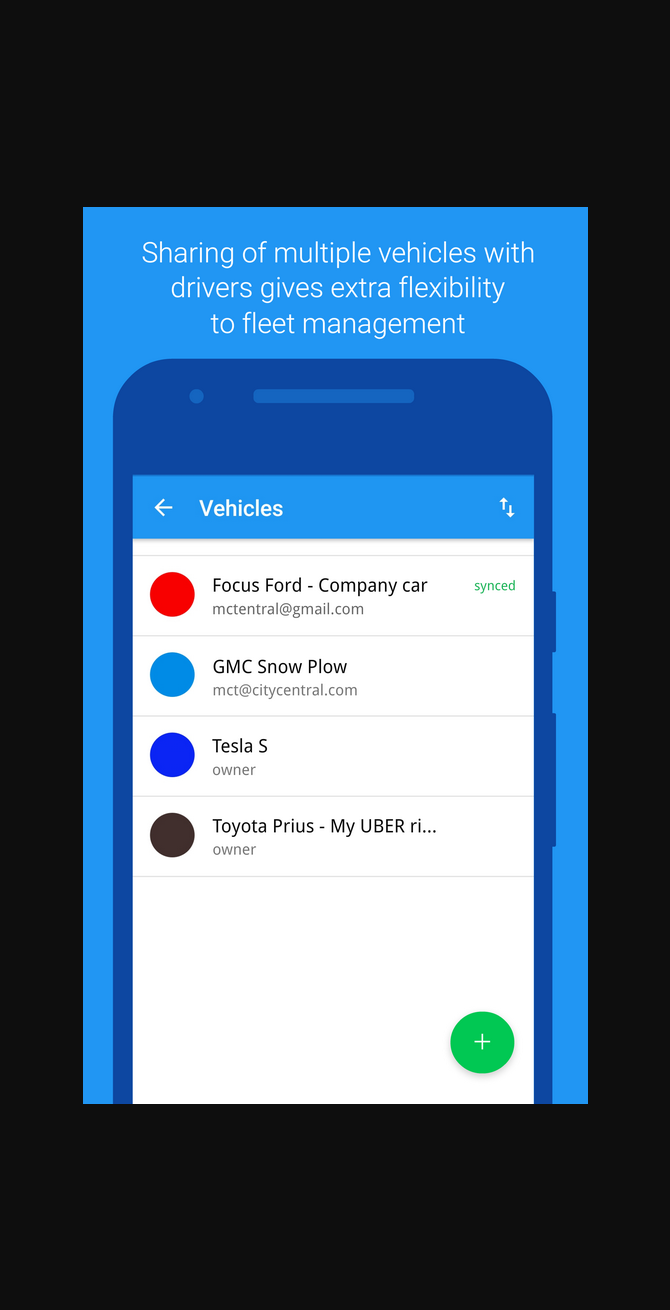 Sharing of multiple vehicles with
drivers gives extra flexibility
to fleet management
Vehicles
Focus Ford - Company car
synced
mctentral@gmail.com
GMC Snow Plow
mct@citycentral.com
Tesla S
owner
Toyota Prius - My UBER ri...
owner